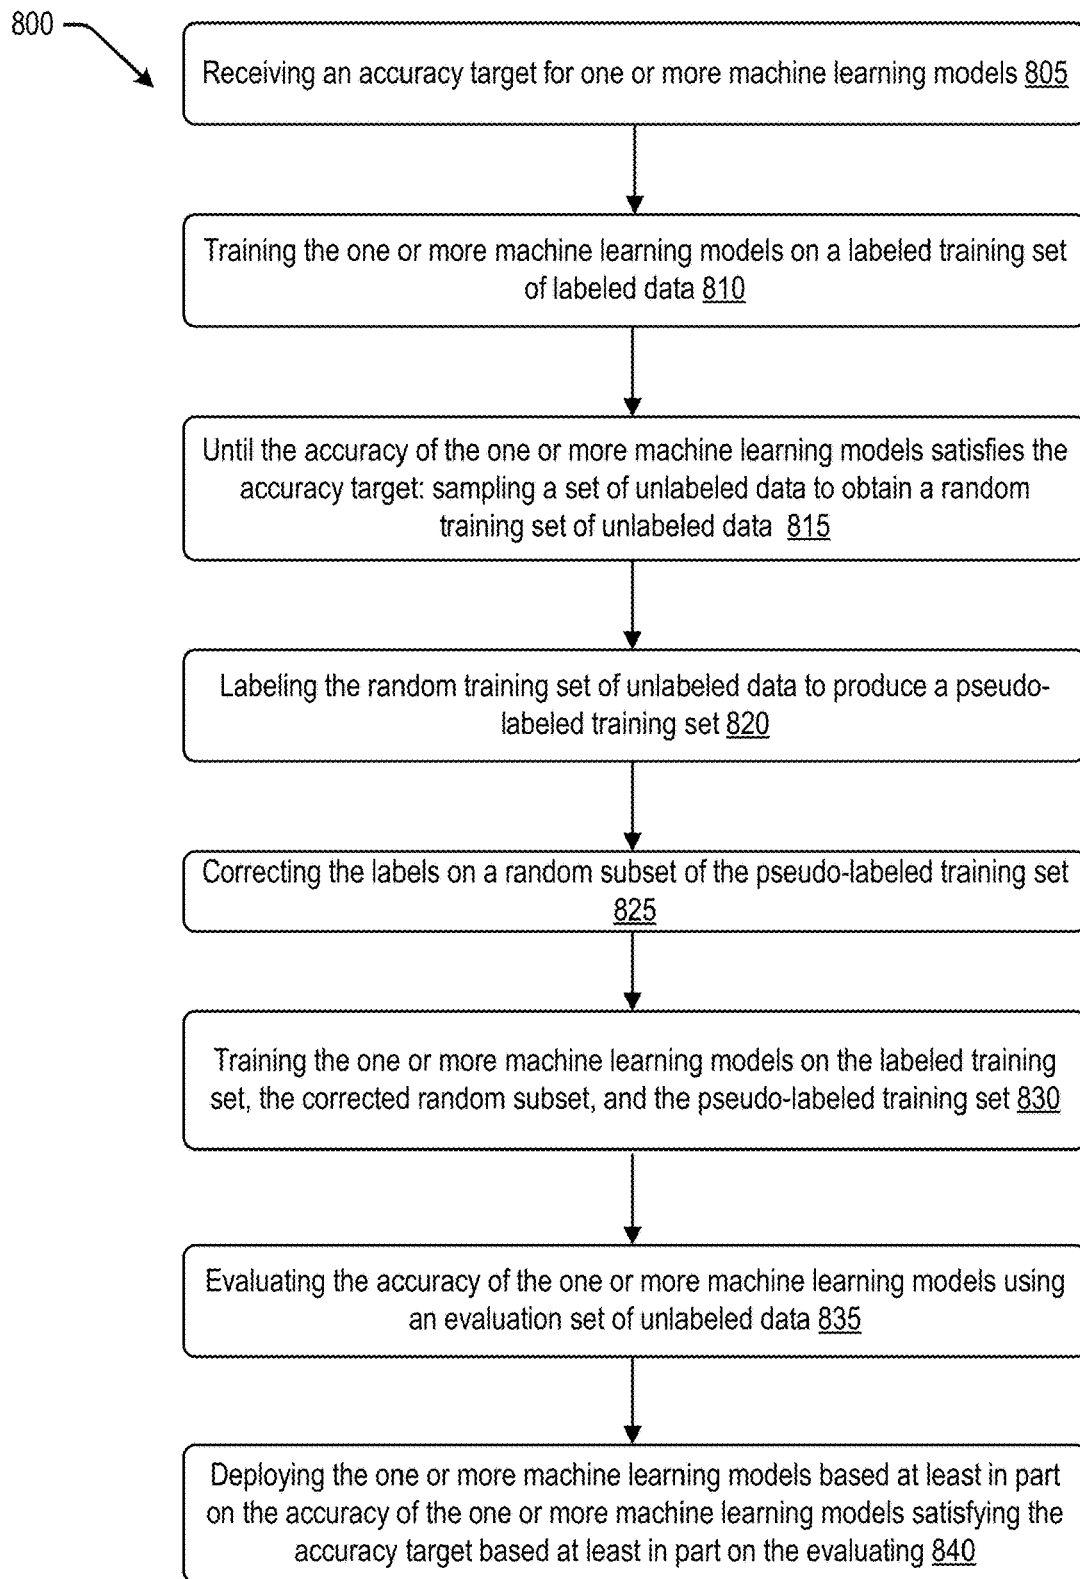 800
Receiving an accuracy target for one or more machine learning models 805
Training the one or more machine learning models on a labeled training set
of labeled data 810
Until the accuracy of the one or more machine learning models satisfies the
accuracy target: sampling a set of unlabeled data to obtain a random
training set of unlabeled data 815
Labeling the random training set of unlabeled data to produce a pseudo-
labeled training set 820
Correcting the labels on a random subset of the pseudo-labeled training set
825
Training the one or more machine learning models on the labeled training
set, the corrected random subset, and the pseudo-labeled training set 830
Evaluating the accuracy of the one or more machine learning models using
an evaluation set of unlabeled data 835
Deploying the one or more machine learning models based at least in part
on the accuracy of the one or more machine learning models satisfying the
accuracy target based at least in part on the evaluating 840